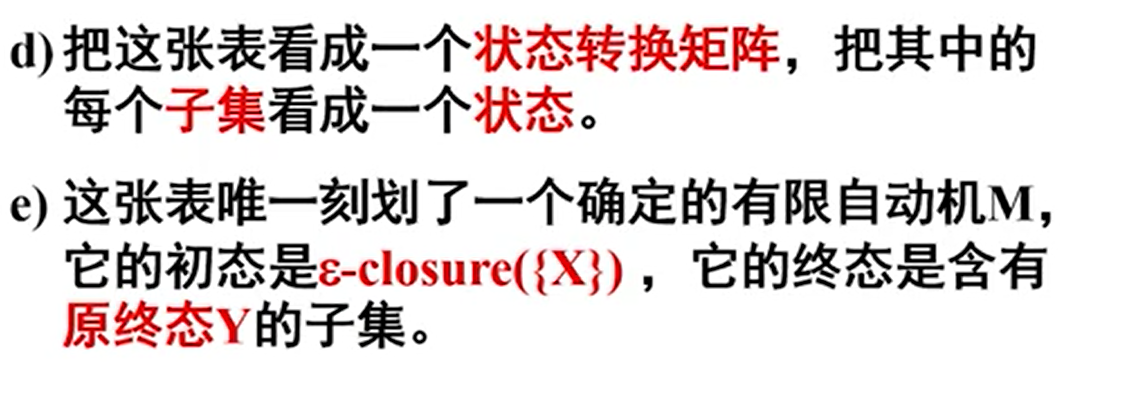 d) 把这张表看成一个状态转换矩阵，把其中的
每个子集看成一个状态。
e) 这张表唯一刻划了一个确定的有限自动机M，
它的初态是ε-closure({X})，它的终态是含有
原终态Y的子集。